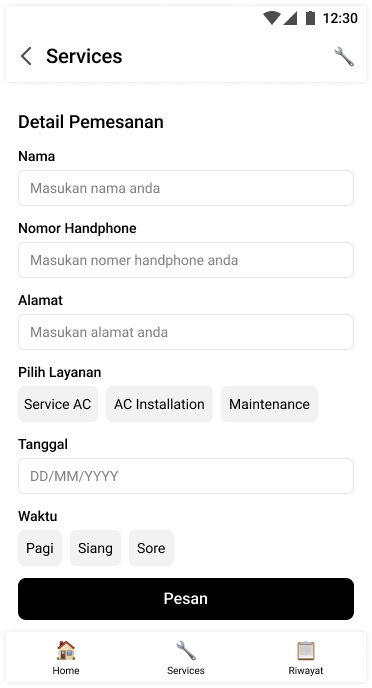 12:30
Services
Detail Pemesanan
Nama
Masukan nama anda
Nomor Handphone
Masukan nomer handphone anda
Alamat
Masukan alamat anda
Pilih Layanan
Service AC AC Installation Maintenance
Tanggal
DD/MM/YYYY
Waktu
Pagi Siang Sore
Pesan
Home Services Riwayat